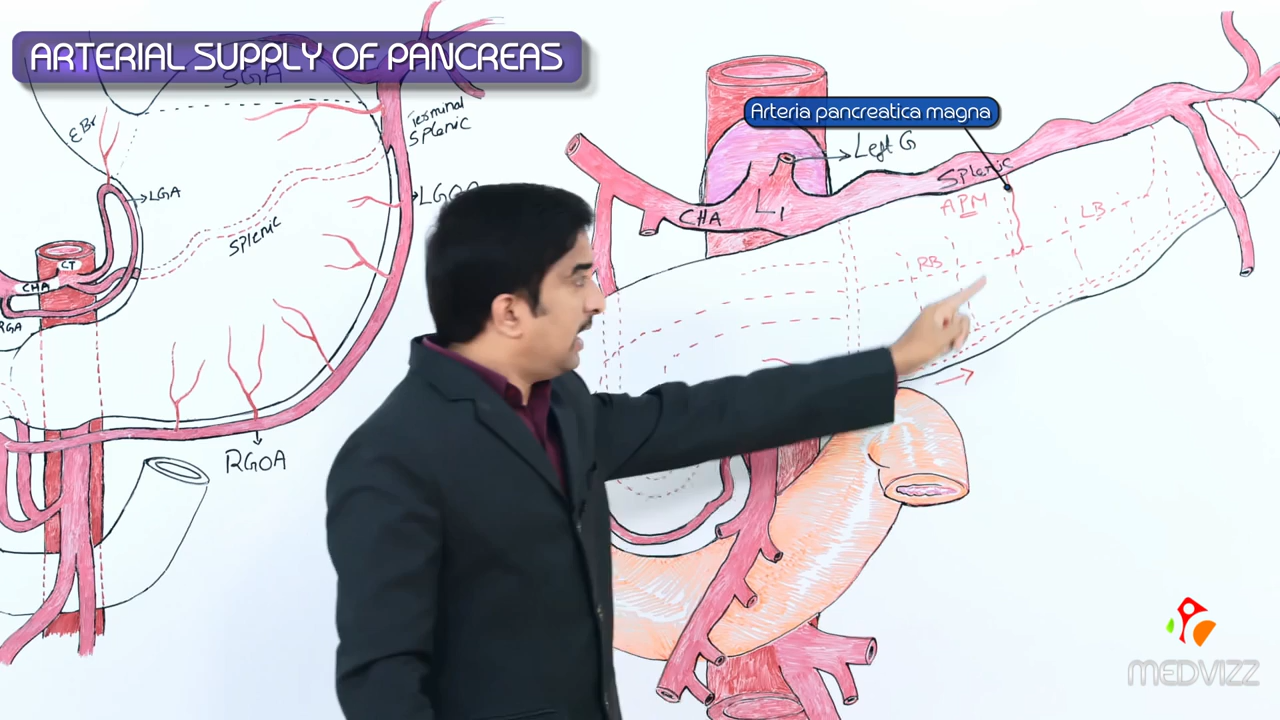 ARTERIAL SUPPLY OF PANCREAS
SGA
EBr
Terminal
Splenic
LGA
Splenic
CT
CHA
RGA
RGOA
Arteria pancreatica magna
Left G
Splenic
CHA
L1
APM
LB
RB
MEDVIZZ